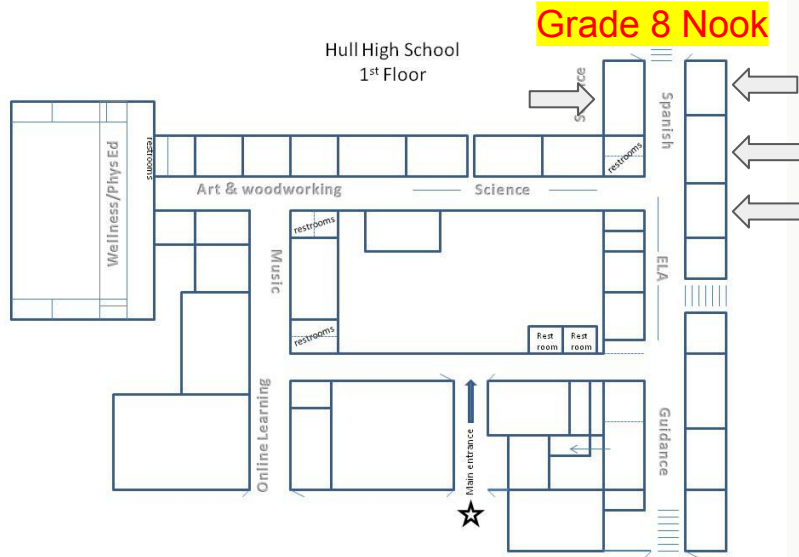 Grade 8 Nook
Hull High School
1st Floor
Spanish
restrooms
restrooms
Wellness/Phys Ed
Art & woodworking
Science
restrooms
Music
ELA
restrooms
Rest room
Rest room
Online Learning
Main entrance
Guidance